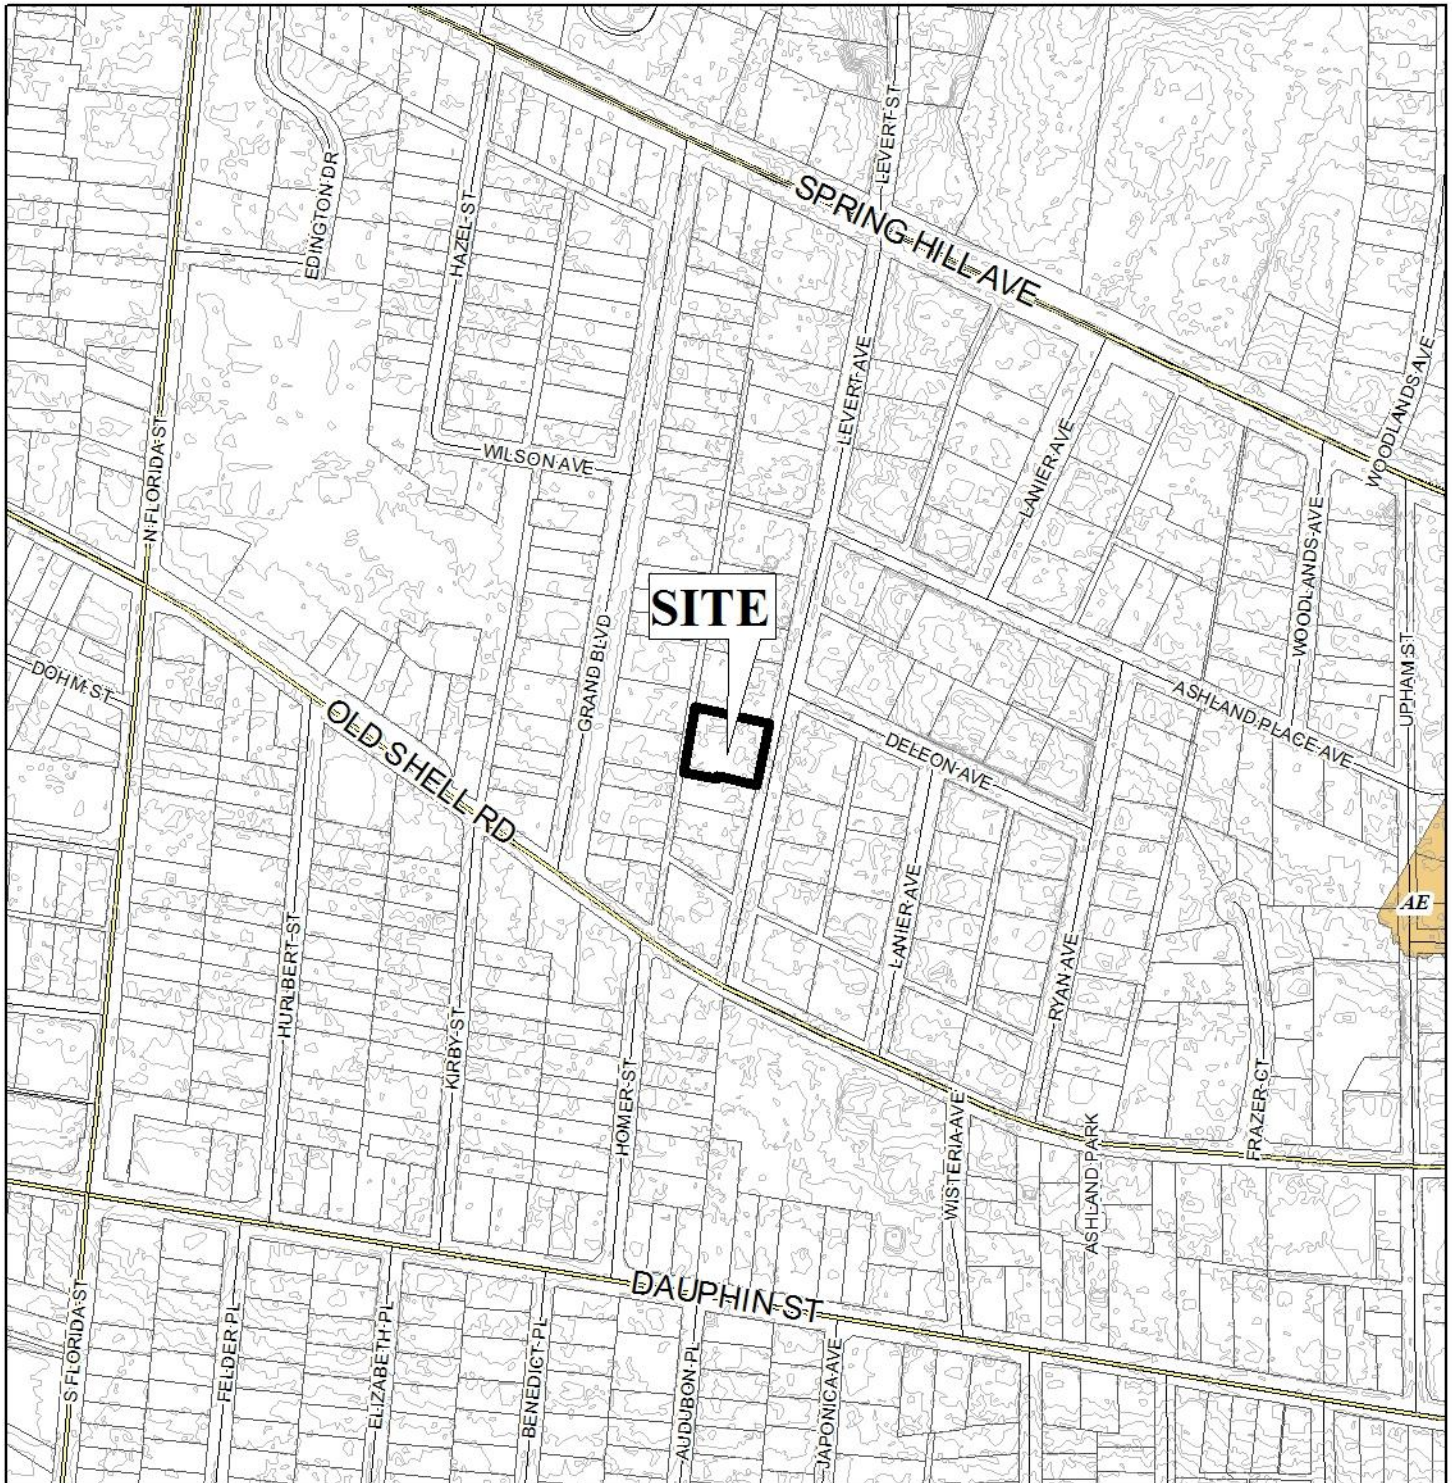 LEVERT ST
SPRING HILL AVE
EDINGTON DR
HAZEL ST
LEVERT AVE
WOODLANDS AVE
LANIER AVE
N FLORIDA ST
WILSON AVE
WOODLANDS AVE
SITE
GRAND BLVD
UPHAM ST
DOHM ST
ASHLAND PLACE AVE
OLD SHELL RD
DELEON AVE
AE
LANIER AVE
HURLBERT ST
RYAN AVE
KIRBY ST
HOMER ST
FRAZER CT
WISTERIA AVE
ASHLAND PARK
DAUPHIN ST
S FLORIDA ST
FELDER PL
ELIZABETH PL
BENEDICT PL
AUDUBON PL
JAPONICA AVE